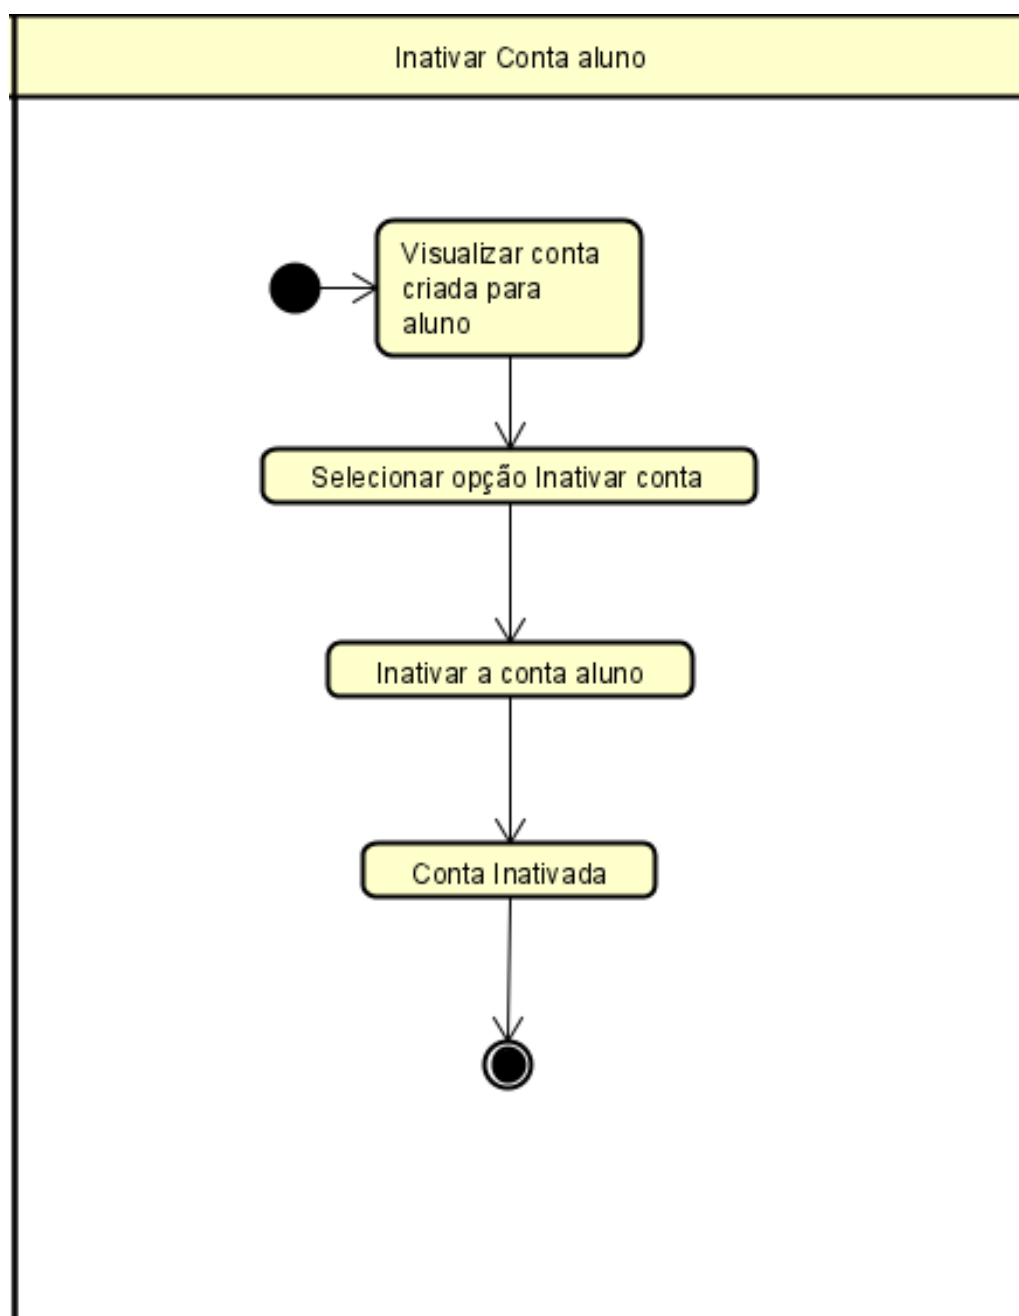 Inativar Conta aluno
Visualizar conta
criada para
aluno
Selecionar opção Inativar conta
Inativar a conta aluno
Conta Inativada